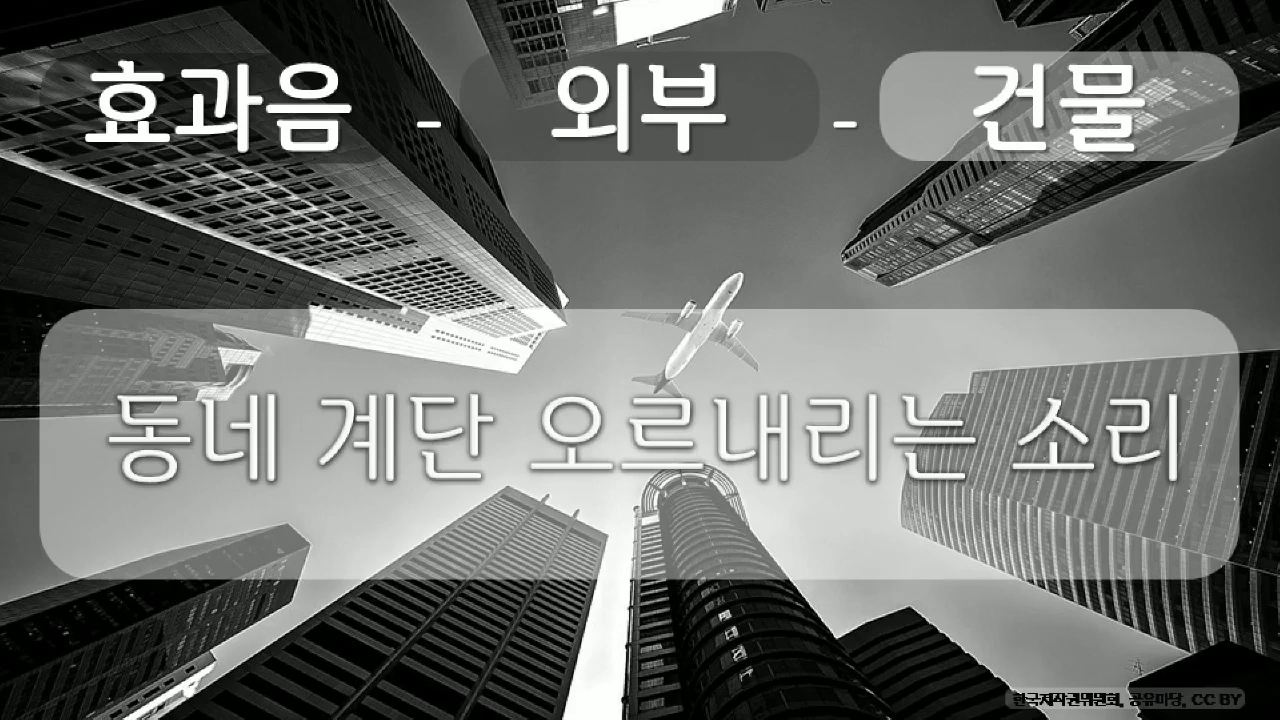 효과음 - 외부 - 건물
동네 계단 오르내리는 소리
한국저작권위원회, 공유마당, CC BY